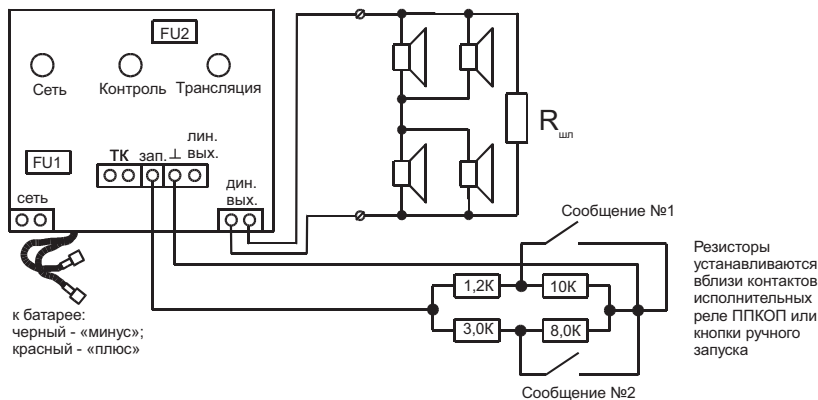 FU2
Сеть
Контроль
Трансляция
FU1
ТК
зап.
⊥
лин.
вых.
сеть
дин.
вых.
Rшл
Сообщение №1
1,2К
10К
3,0К
8,0К
Сообщение №2
к батарее:
черный - «минус»;
красный - «плюс»
Резисторы
устанавливаются
вблизи контактов
исполнительных
реле ППКОП или
кнопки ручного
запуска